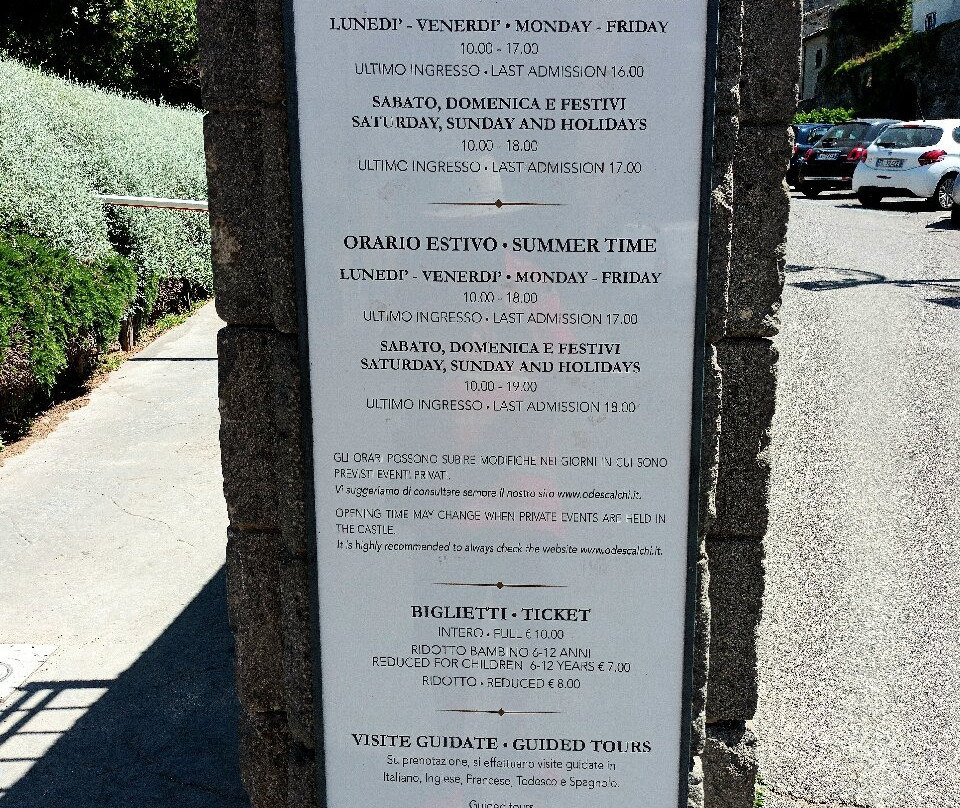 LUNEDI' - VENERDI' • MONDAY - FRIDAY
10.00 - 17.00
ULTIMO INGRESSO • LAST ADMISSION 16.00
SABATO, DOMENICA E FESTIVI
SATURDAY, SUNDAY AND HOLIDAYS
10.00 - 18.00
ULTIMO INGRESSO • LAST ADMISSION 17.00
ORARIO ESTIVO • SUMMER TIME
LUNEDI' - VENERDI' • MONDAY - FRIDAY
10.00 - 18.00
ULTIMO INGRESSO • LAST ADMISSION 17.00
SABATO, DOMENICA E FESTIVI
SATURDAY, SUNDAY AND HOLIDAYS
10.00 - 19.00
ULTIMO INGRESSO • LAST ADMISSION 18.00
GLI ORARI POSSONO SUBIRE MODIFICHE NEI GIORNI IN CUI SONO
PREVISTI EVENTI PRIVATI.
Vi suggeriamo di consultare sempre il nostro sito www.odescalchi.it.
OPENING TIME MAY CHANGE WHEN PRIVATE EVENTS ARE HELD IN
THE CASTLE.
It is highly recommended to always check the website www.odescalchi.it.
BIGLIETTI • TICKET
INTERO • FULL € 10.00
RIDOTTO BAMBINO 6-12 ANNI
REDUCED FOR CHILDREN 6-12 YEARS € 7.00
RIDOTTO • REDUCED € 8.00
VISITE GUIDATE • GUIDED TOURS
Su prenotazione, si effettuano visite guidate in
Italiano, Inglese, Francese, Tedesco e Spagnolo.
Guided tours